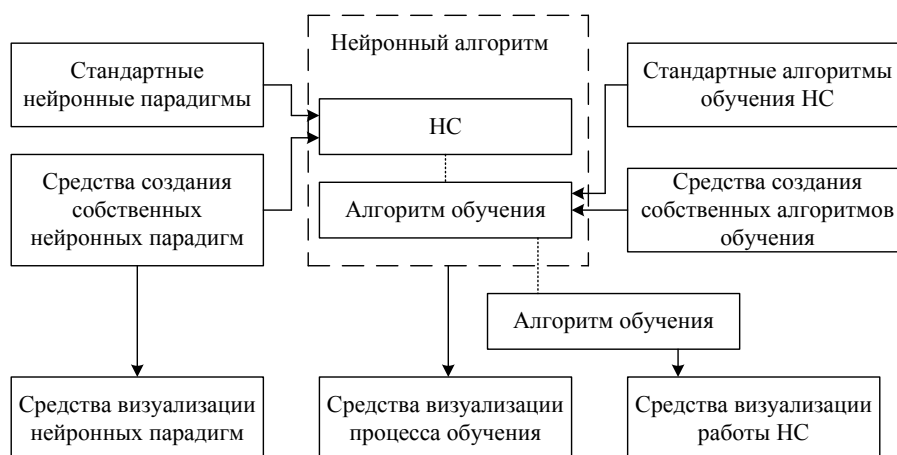 Нейронный алгоритм
Стандартные
нейронные парадигмы
НС
Стандартные алгоритмы
обучения НС
Средства создания
собственных
нейронных парадигм
Алгоритм обучения
Средства создания
собственных алгоритмов
обучения
Алгоритм обучения
Средства визуализации
нейронных парадигм
Средства визуализации
процесса обучения
Средства визуализации
работы НС